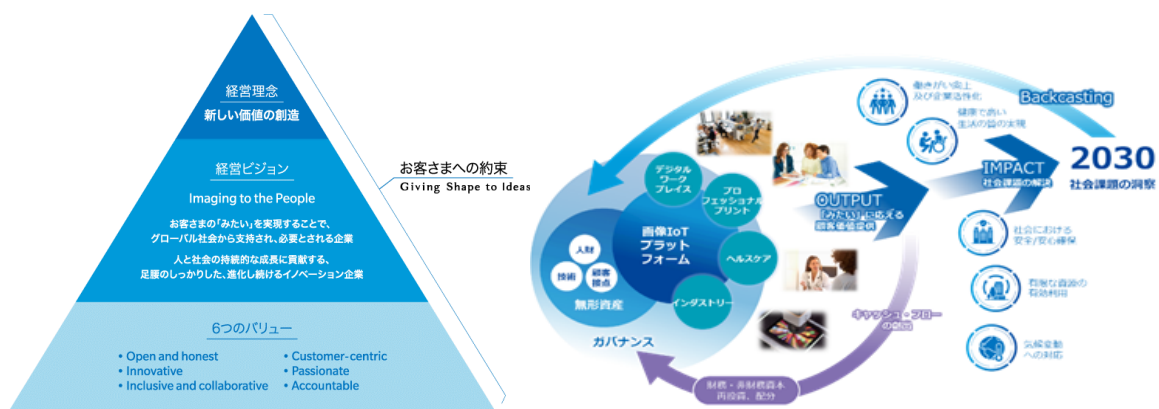 経営理念
新しい価値の創造
経営ビジョン
Imaging to the People
お客さまの「みたい」を実現することで、
グローバル社会から支持され、必要とされる企業
人と社会の持続的な成長に貢献する、
足腰のしっかりした、進化し続けるイノベーション企業
6つのバリュー
• Open and honest
• Innovative
• Inclusive and collaborative
• Customer-centric
• Passionate
• Accountable
お客さまへの約束
Giving Shape to Ideas
働きがい向上
及び企業活性化
健康で高い
生活の質の実現
Backcasting
2030
社会課題の洞察
IMPACT
社会課題の解決
OUTPUT
「みたい」に応える
顧客価値提供
デジタル
ワーク
プレイス
プロ
フェッショナル
プリント
画像IoT
プラット
フォーム
ヘルスケア
インダストリー
人財
技術
顧客
接点
無形資産
ガバナンス
社会における
安全/安心確保
有限な資源の
有効利用
気候変動
への対応
キャッシュ・フロー
の創出
財務・非財務資本
再投資、配分